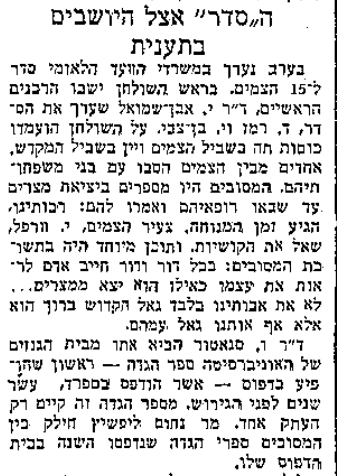 ה„סדר" אצל היושבים
בתענית
בערב נערך במשרדי הוועד הלאומי סדר
ל־15 הצמים. בראש השולחן ישבו הרבנים
הראשיים, ד"ר י. אבן־שמואל שערך את הס־
דר, ד. רמז וי. בן־צבי. על השולחן הועמדו
כוסות תה בשביל הצמים ויין בשביל המקדש.
אחדים מבין הצמים הסבו עם בני משפחו־
תיהם. המסובים היו מספרים ביציאת מצרים
עד שבאו רופאיהם ואמרו להם: רבותינו,
הגיע זמן המנוחה. צעיר הצמים, י. וורפל,
שאל את הקושיות. ותוכן מיוחד היה בתשו־
בת המסובים: בכל דור ודור חייב אדם לר־
אות את עצמו כאילו הוא יצא ממצרים...
לא את אבותינו בלבד גאל הקדוש ברוך הוא
אלא אף אותנו גאל עמהם.
ד"ר ו. סנאטור הביא אתו מבית הגנזים
של האוניברסיטה ספר הגדה — ראשון שהו־
פיע בדפוס — אשר הודפס בספרד, עשר
שנים לפני הגירוש. מספר הגדה זה קיים רק
העתק אחד. מר נחום ליפשיץ חילק בין
המסובים ספרי הגדה שנדפסו השנה בבית
הדפוס שלו.